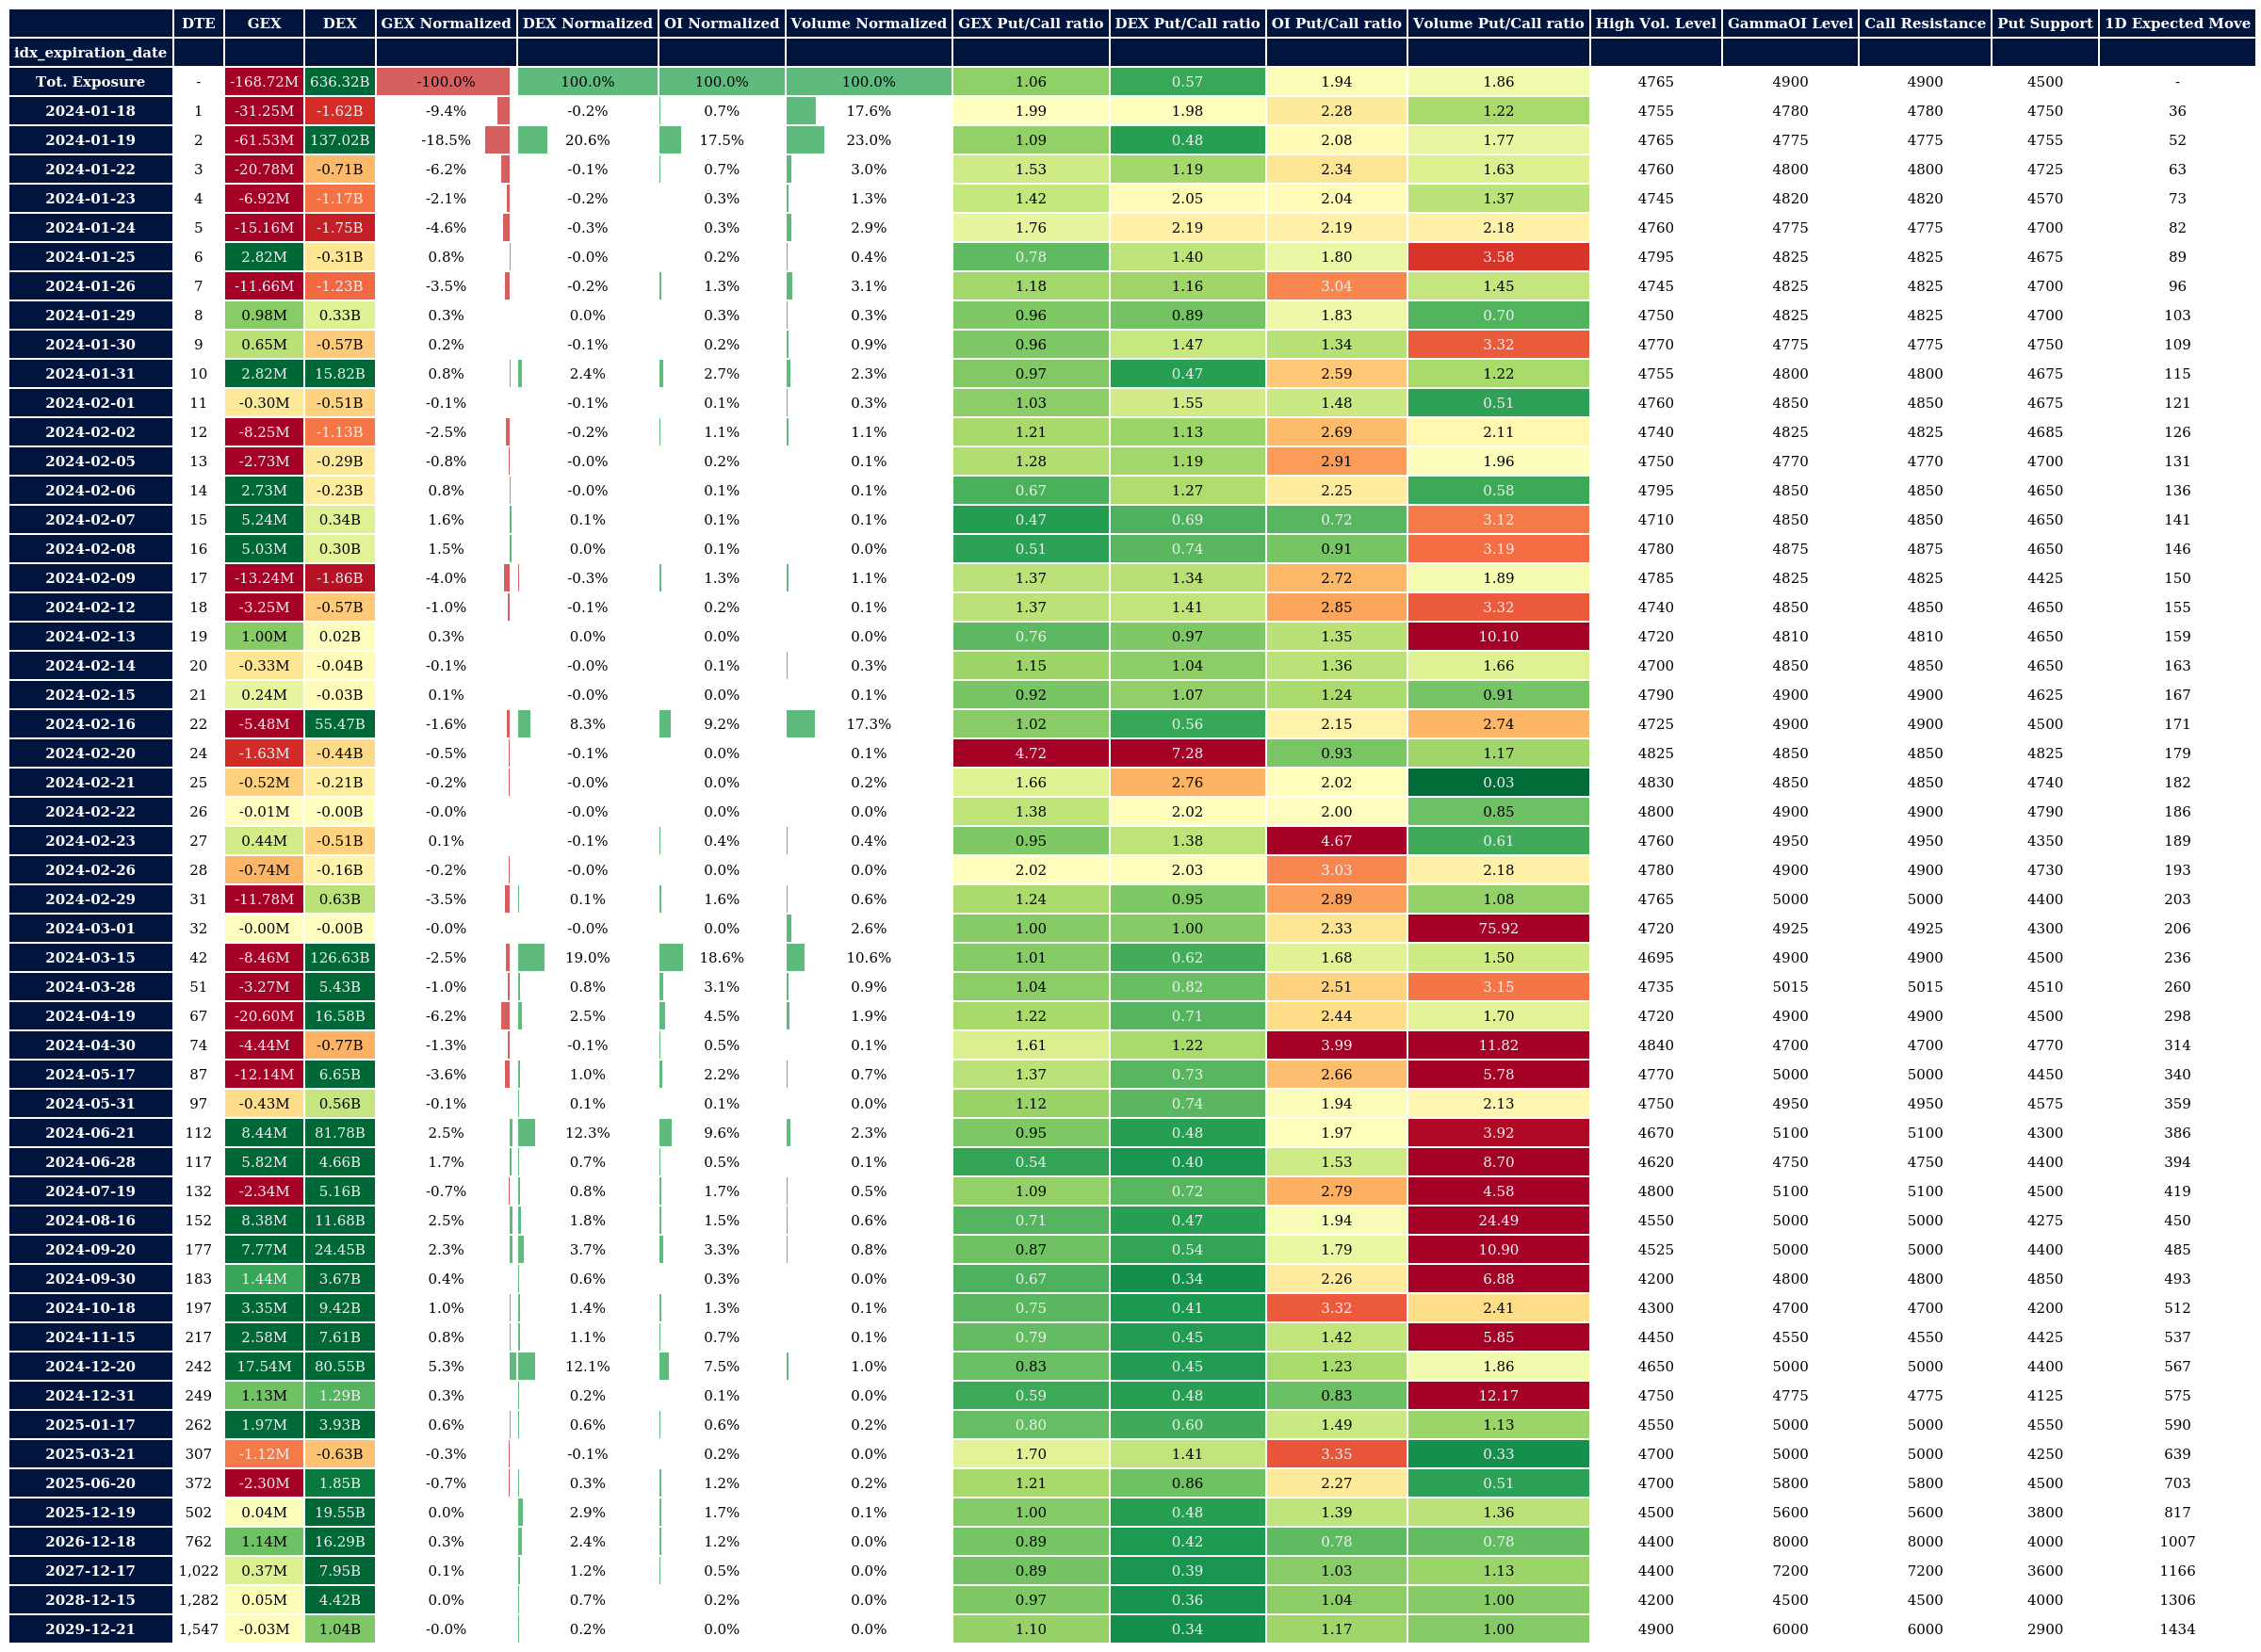 DTE GEX DEX GEX Normalized DEX Normalized OI Normalized Volume Normalized GEX Put/Call ratio DEX Put/Call ratio OI Put/Call ratio Volume Put/Call ratio High Vol. Level GammaOI Level Call Resistance Put Support 1D Expected Move
idx_expiration_date
Tot. Exposure - -168.72M 636.32B -100.0% 100.0% 100.0% 100.0% 1.06 0.57 1.94 1.86 4765 4900 4900 4500 -
2024-01-18 1 -31.25M -1.62B -9.4% -0.2% 0.7% 17.6% 1.99 1.98 2.28 1.22 4755 4780 4780 4750 36
2024-01-19 2 -61.53M 137.02B -18.5% 20.6% 17.5% 23.0% 1.09 0.48 2.08 1.77 4765 4775 4775 4755 52
2024-01-22 3 -20.78M -0.71B -6.2% -0.1% 0.7% 3.0% 1.53 1.19 2.34 1.63 4760 4800 4800 4725 63
2024-01-23 4 -6.92M -1.17B -2.1% -0.2% 0.3% 1.3% 1.42 2.05 2.04 1.37 4745 4820 4820 4570 73
2024-01-24 5 -15.16M -1.75B -4.6% -0.3% 0.3% 2.9% 1.76 2.19 2.19 2.18 4760 4775 4775 4700 82
2024-01-25 6 2.82M -0.31B 0.8% -0.0% 0.2% 0.4% 0.78 1.40 1.80 3.58 4795 4825 4825 4675 89
2024-01-26 7 -11.66M -1.23B -3.5% -0.2% 1.3% 3.1% 1.18 1.16 3.04 1.45 4745 4825 4825 4700 96
2024-01-29 8 0.98M 0.33B 0.3% 0.0% 0.3% 0.3% 0.96 0.89 1.83 0.70 4750 4825 4825 4700 103
2024-01-30 9 0.65M -0.57B 0.2% -0.1% 0.2% 0.9% 0.96 1.47 1.34 3.32 4770 4775 4775 4750 109
2024-01-31 10 2.82M 15.82B 0.8% 2.4% 2.7% 2.3% 0.97 0.47 2.59 1.22 4755 4800 4800 4675 115
2024-02-01 11 -0.30M -0.51B -0.1% -0.1% 0.1% 0.3% 1.03 1.55 1.48 0.51 4760 4850 4850 4675 121
2024-02-02 12 -8.25M -1.13B -2.5% -0.2% 1.1% 1.1% 1.21 1.13 2.69 2.11 4740 4825 4825 4685 126
2024-02-05 13 -2.73M -0.29B -0.8% -0.0% 0.2% 0.1% 1.28 1.19 2.91 1.96 4750 4770 4770 4700 131
2024-02-06 14 2.73M -0.23B 0.8% -0.0% 0.1% 0.1% 0.67 1.27 2.25 0.58 4795 4850 4850 4650 136
2024-02-07 15 5.24M 0.34B 1.6% 0.1% 0.1% 0.1% 0.47 0.69 0.72 3.12 4710 4850 4850 4650 141
2024-02-08 16 5.03M 0.30B 1.5% 0.0% 0.1% 0.0% 0.51 0.74 0.91 3.19 4780 4875 4875 4650 146
2024-02-09 17 -13.24M -1.86B -4.0% -0.3% 1.3% 1.1% 1.37 1.34 2.72 1.89 4785 4825 4825 4425 150
2024-02-12 18 -3.25M -0.57B -1.0% -0.1% 0.2% 0.1% 1.37 1.41 2.85 3.32 4740 4850 4850 4650 155
2024-02-13 19 1.00M 0.02B 0.3% 0.0% 0.0% 0.0% 0.76 0.97 1.35 10.10 4720 4810 4810 4650 159
2024-02-14 20 -0.33M -0.04B -0.1% -0.0% 0.1% 0.3% 1.15 1.04 1.36 1.66 4700 4850 4850 4650 163
2024-02-15 21 0.24M -0.03B 0.1% -0.0% 0.0% 0.1% 0.92 1.07 1.24 0.91 4790 4900 4900 4625 167
2024-02-16 22 -5.48M 55.47B -1.6% 8.3% 9.2% 17.3% 1.02 0.56 2.15 2.74 4725 4900 4900 4500 171
2024-02-20 24 -1.63M -0.44B -0.5% -0.1% 0.0% 0.1% 4.72 7.28 0.93 1.17 4825 4850 4850 4825 179
2024-02-21 25 -0.52M -0.21B -0.2% -0.0% 0.0% 0.2% 1.66 2.76 2.02 0.03 4830 4850 4850 4740 182
2024-02-22 26 -0.01M -0.00B -0.0% -0.0% 0.0% 0.0% 1.38 2.02 2.00 0.85 4800 4900 4900 4790 186
2024-02-23 27 0.44M -0.51B 0.1% -0.1% 0.4% 0.4% 0.95 1.38 4.67 0.61 4760 4950 4950 4350 189
2024-02-26 28 -0.74M -0.16B -0.2% -0.0% 0.0% 0.0% 2.02 2.03 3.03 2.18 4780 4900 4900 4730 193
2024-02-29 31 -11.78M 0.63B -3.5% 0.1% 1.6% 0.6% 1.24 0.95 2.89 1.08 4765 5000 5000 4400 203
2024-03-01 32 -0.00M -0.00B -0.0% -0.0% 0.0% 2.6% 1.00 1.00 2.33 75.92 4720 4925 4925 4300 206
2024-03-15 42 -8.46M 126.63B -2.5% 19.0% 18.6% 10.6% 1.01 0.62 1.68 1.50 4695 4900 4900 4500 236
2024-03-28 51 -3.27M 5.43B -1.0% 0.8% 3.1% 0.9% 1.04 0.82 2.51 3.15 4735 5015 5015 4510 260
2024-04-19 67 -20.60M 16.58B -6.2% 2.5% 4.5% 1.9% 1.22 0.71 2.44 1.70 4720 4900 4900 4500 298
2024-04-30 74 -4.44M -0.77B -1.3% -0.1% 0.5% 0.1% 1.61 1.22 3.99 11.82 4840 4700 4700 4770 314
2024-05-17 87 -12.14M 6.65B -3.6% 1.0% 2.2% 0.7% 1.37 0.73 2.66 5.78 4770 5000 5000 4450 340
2024-05-31 97 -0.43M 0.56B -0.1% 0.1% 0.1% 0.0% 1.12 0.74 1.94 2.13 4750 4950 4950 4575 359
2024-06-21 112 8.44M 81.78B 2.5% 12.3% 9.6% 2.3% 0.95 0.48 1.97 3.92 4670 5100 5100 4300 386
2024-06-28 117 5.82M 4.66B 1.7% 0.7% 0.5% 0.1% 0.54 0.40 1.53 8.70 4620 4750 4750 4400 394
2024-07-19 132 -2.34M 5.16B -0.7% 0.8% 1.7% 0.5% 1.09 0.72 2.79 4.58 4800 5100 5100 4500 419
2024-08-16 152 8.38M 11.68B 2.5% 1.8% 1.5% 0.6% 0.71 0.47 1.94 24.49 4550 5000 5000 4275 450
2024-09-20 177 7.77M 24.45B 2.3% 3.7% 3.3% 0.8% 0.87 0.54 1.79 10.90 4525 5000 5000 4400 485
2024-09-30 183 1.44M 3.67B 0.4% 0.6% 0.3% 0.0% 0.67 0.34 2.26 6.88 4200 4800 4800 4850 493
2024-10-18 197 3.35M 9.42B 1.0% 1.4% 1.3% 0.1% 0.75 0.41 3.32 2.41 4300 4700 4700 4200 512
2024-11-15 217 2.58M 7.61B 0.8% 1.1% 0.7% 0.1% 0.79 0.45 1.42 5.85 4450 4550 4550 4425 537
2024-12-20 242 17.54M 80.55B 5.3% 12.1% 7.5% 1.0% 0.83 0.45 1.23 1.86 4650 5000 5000 4400 567
2024-12-31 249 1.13M 1.29B 0.3% 0.2% 0.1% 0.0% 0.59 0.48 0.83 12.17 4750 4775 4775 4125 575
2025-01-17 262 1.97M 3.93B 0.6% 0.6% 0.6% 0.2% 0.80 0.60 1.49 1.13 4550 5000 5000 4550 590
2025-03-21 307 -1.12M -0.63B -0.3% -0.1% 0.2% 0.0% 1.70 1.41 3.35 0.33 4700 5000 5000 4250 639
2025-06-20 372 -2.30M 1.85B -0.7% 0.3% 1.2% 0.2% 1.21 0.86 2.27 0.51 4700 5800 5800 4500 703
2025-12-19 502 0.04M 19.55B 0.0% 2.9% 1.7% 0.1% 1.00 0.48 1.39 1.36 4500 5600 5600 3800 817
2026-12-18 762 1.14M 16.29B 0.3% 2.4% 1.2% 0.0% 0.89 0.42 0.78 0.78 4400 8000 8000 4000 1007
2027-12-17 1,022 0.37M 7.95B 0.1% 1.2% 0.5% 0.0% 0.89 0.39 1.03 1.13 4400 7200 7200 3600 1166
2028-12-15 1,282 0.05M 4.42B 0.0% 0.7% 0.2% 0.0% 0.97 0.36 1.04 1.00 4200 4500 4500 4000 1306
2029-12-21 1,547 -0.03M 1.04B -0.0% 0.2% 0.0% 0.0% 1.10 0.34 1.17 1.00 4900 6000 6000 2900 1434